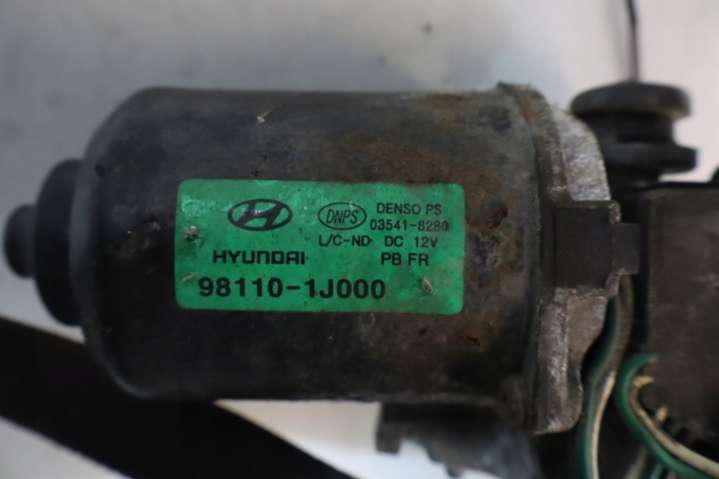 DNPS DENSO PS
03541-8280
L/C-ND DC 12V
HYUNDAI PB FR
98110-1J000